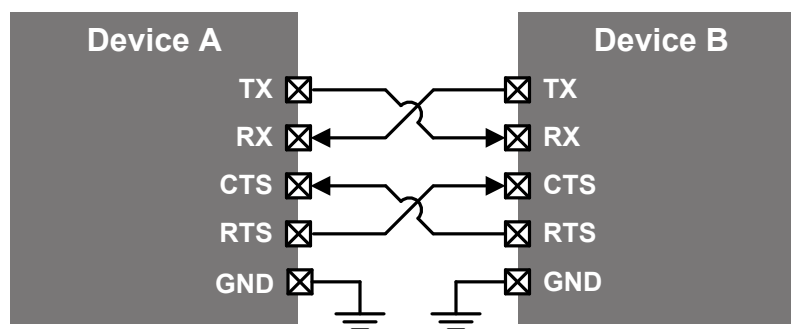 Device A
Device B
TX
TX
RX
RX
CTS
CTS
RTS
RTS
GND
GND